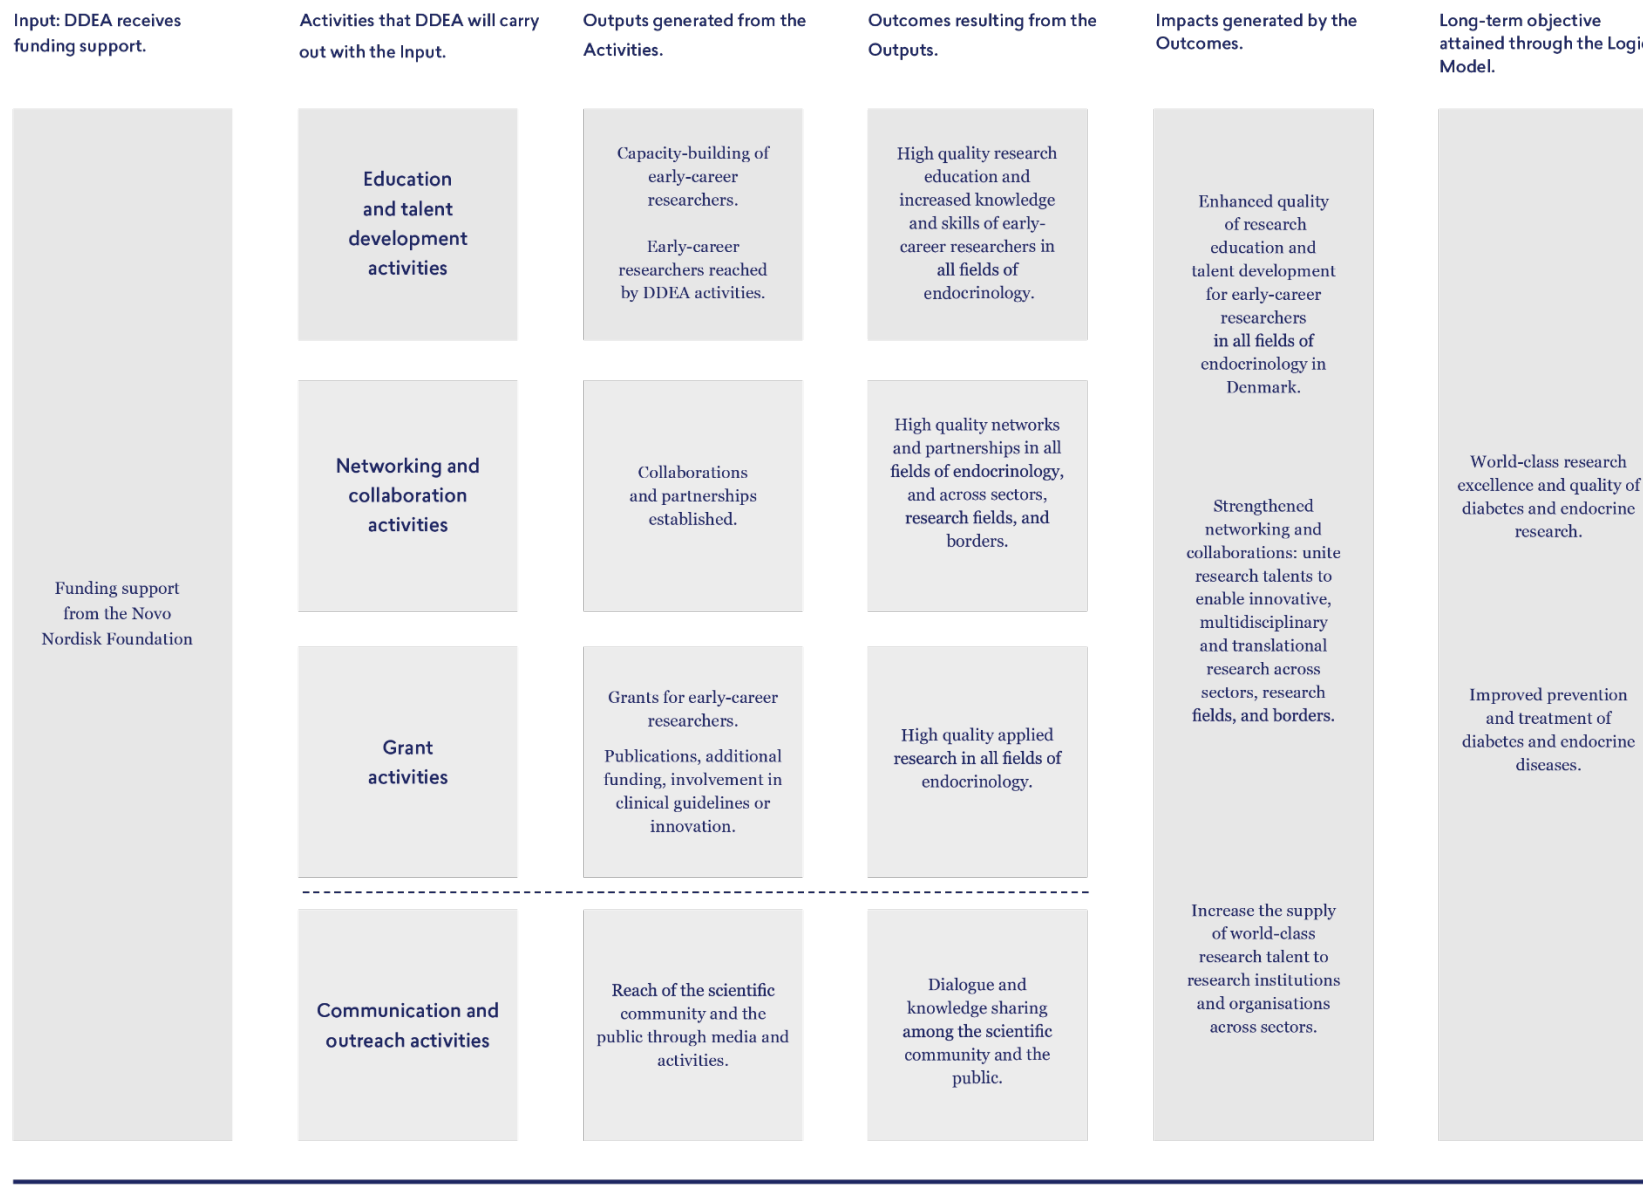 Input: DDEA receives
funding support.
Activities that DDEA will carry
out with the Input.
Outputs generated from the
Activities.
Outcomes resulting from the
Outputs.
Impacts generated by the
Outcomes.
Long-term objective
attained through the Logic
Model.
Funding support
from the Novo
Nordisk Foundation
Education
and talent
development
activities
Capacity-building of
early-career
researchers.
Early-career
researchers reached
by DDEA activities.
High quality research
education and
increased knowledge
and skills of early-
career researchers in
all fields of
endocrinology.
Networking and
collaboration
activities
Collaborations
and partnerships
established.
High quality networks
and partnerships in all
fields of endocrinology,
and across sectors,
research fields, and
borders.
Grant
activities
Grants for early-career
researchers.
Publications, additional
funding, involvement in
clinical guidelines or
innovation.
High quality applied
research in all fields of
endocrinology.
Communication and
outreach activities
Reach of the scientific
community and the
public through media and
activities.
Dialogue and
knowledge sharing
among the scientific
community and the
public.
Enhanced quality
of research
education and
talent development
for early-career
researchers
in all fields of
endocrinology in
Denmark.
Strengthened
networking and
collaborations: unite
research talents to
enable innovative,
multidisciplinary
and translational
research across
sectors, research
fields, and borders.
Increase the supply
of world-class
research talent to
research institutions
and organisations
across sectors.
World-class research
excellence and quality of
diabetes and endocrine
research.
Improved prevention
and treatment of
diabetes and endocrine
diseases.